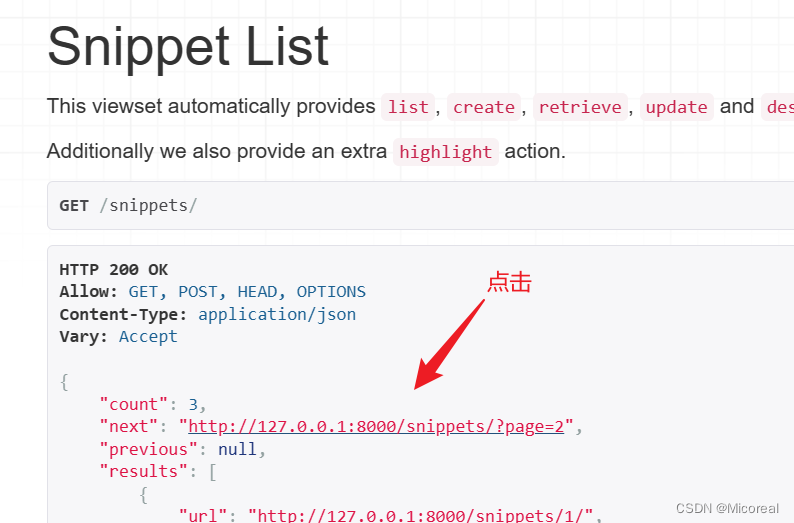 Snippet List
This viewset automatically provides list, create, retrieve, update and
Additionally we also provide an extra highlight action.
GET /snippets/
HTTP 200 OK
点击
Allow: GET, POST, HEAD, OPTIONS
Content-Type: application/json
Vary: Accept
{
"count": 3,
"next": "http://127.0.0.1:8000/snippets/?page=2",
"previous": null,
"results": [
{
"url": "http://127.0.0.1:8000/snippets/1/",
CSDN @Micoreal